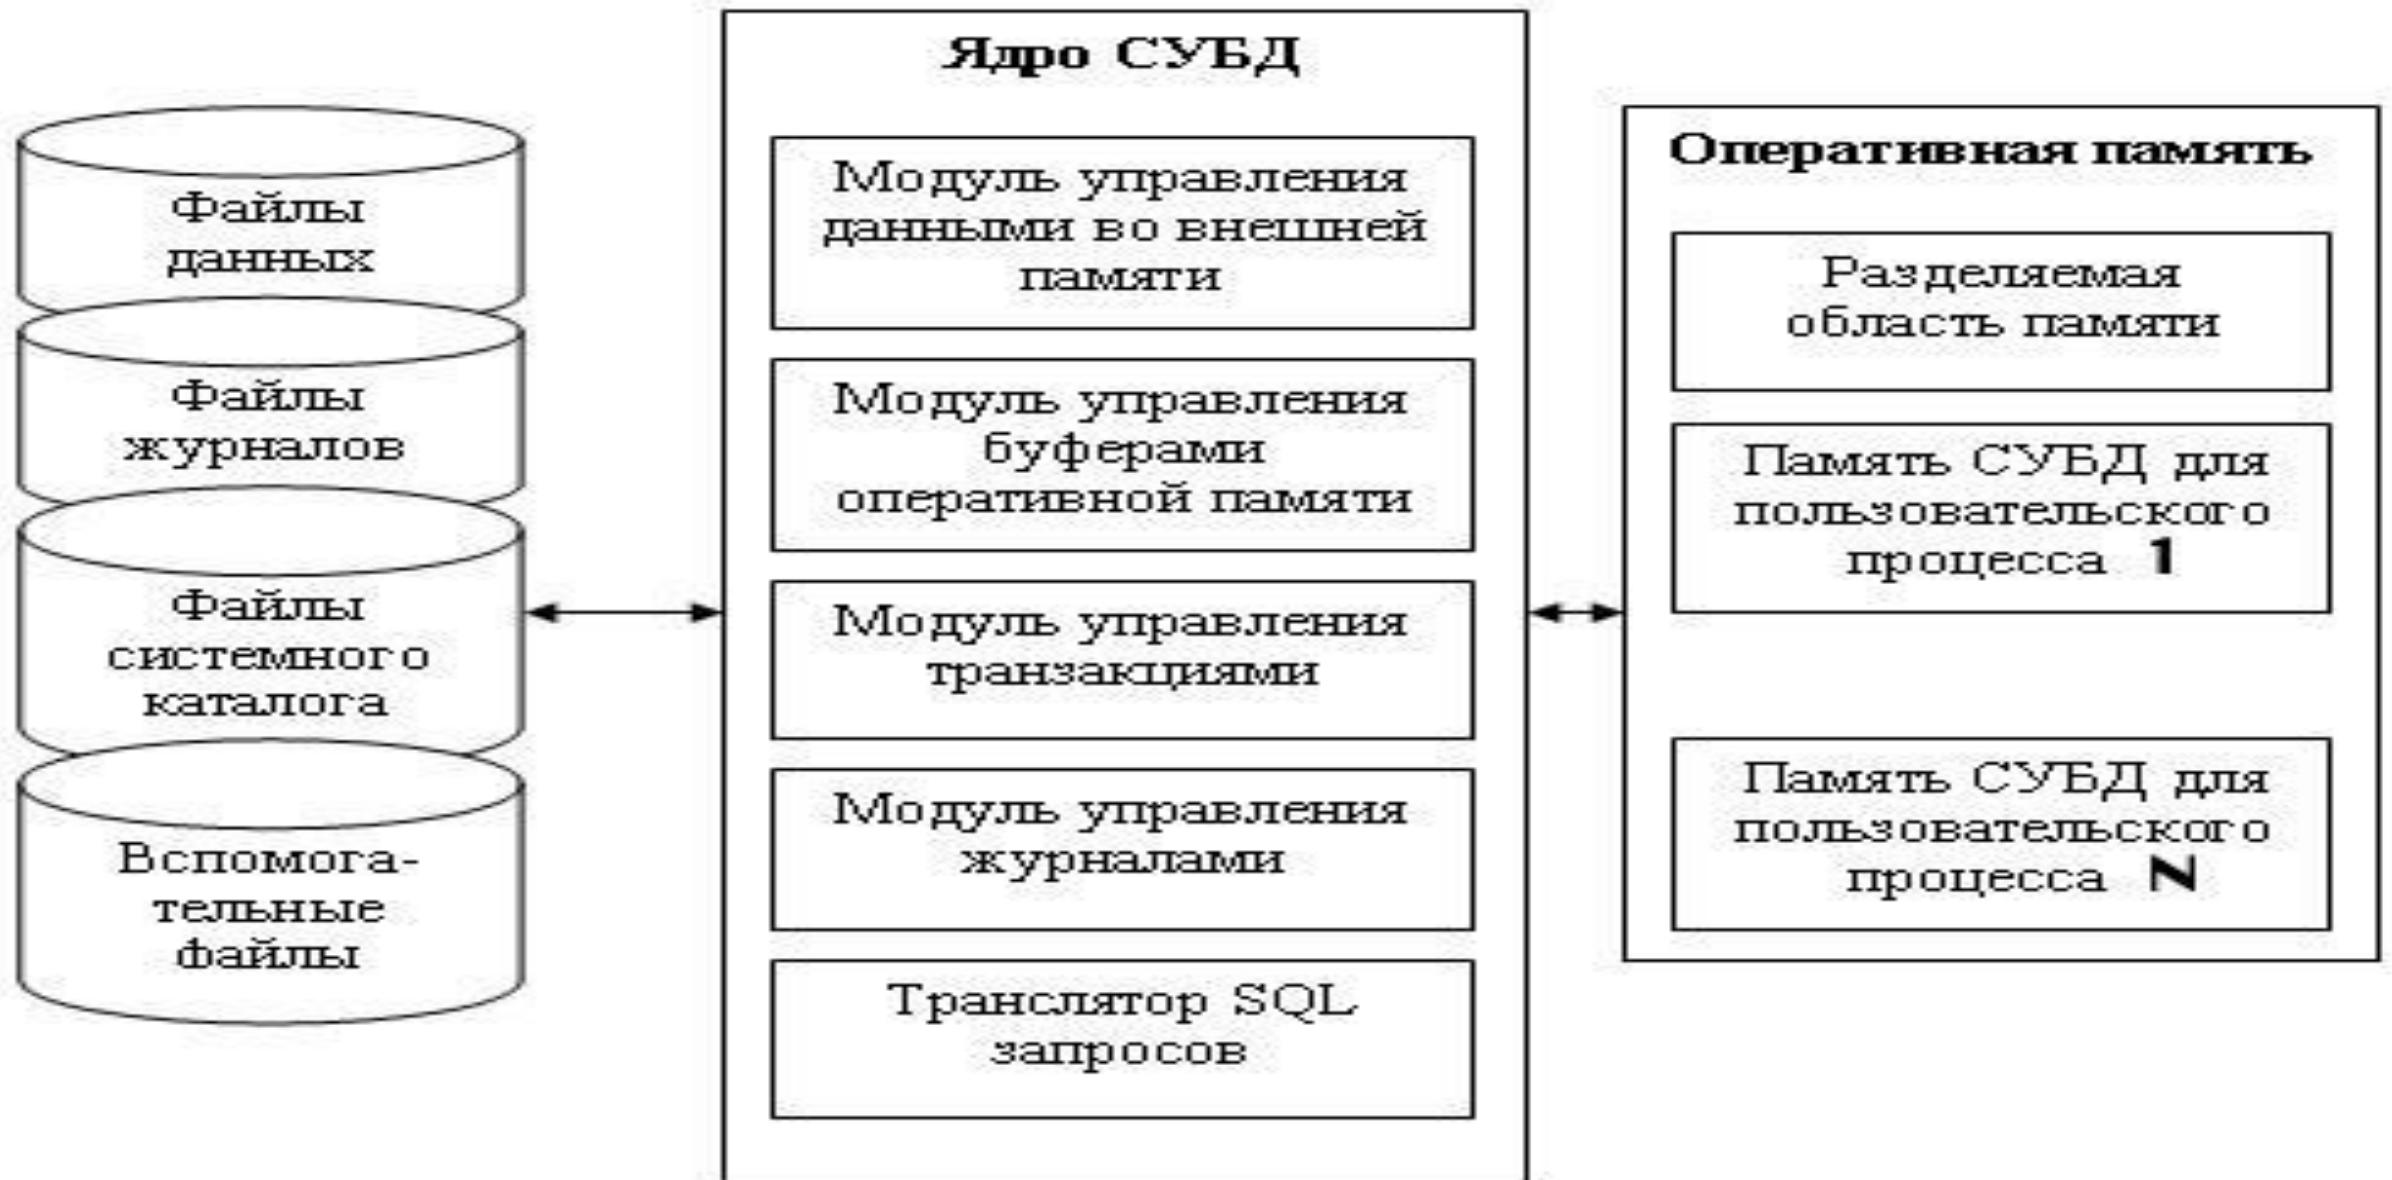 Файлы
данных
Файлы
журналов
Файлы
системного
каталога
Вспомога-
тельные
файлы
Ядро СУБД
Модуль управления
данными во внешней
памяти
Модуль управления
буферами
оперативной памяти
Модуль управления
транзакциями
Модуль управления
журналами
Транслятор SQL
запросов
Оперативная память
Разделяемая
область памяти
Память СУБД для
пользовательского
процесса 1
Память СУБД для
пользовательского
процесса N